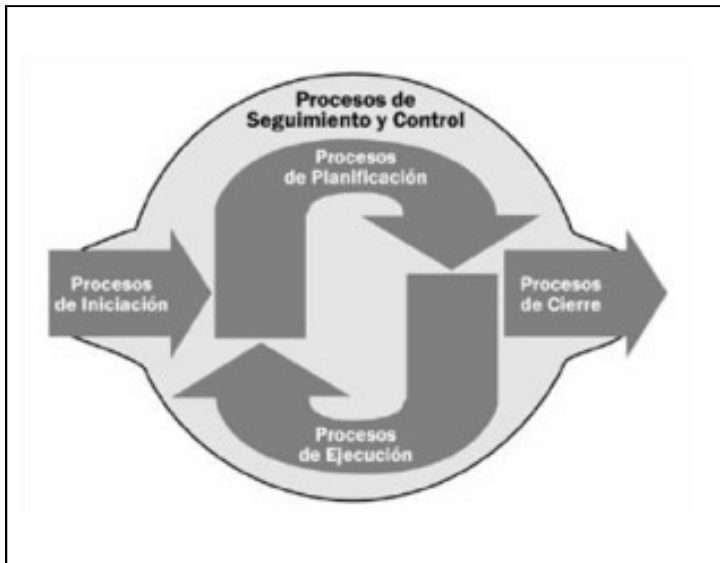 Procesos de
Seguimiento y Control
Procesos
de Planificación
Procesos
de Iniciación
Procesos
de Cierre
Procesos
de Ejecución